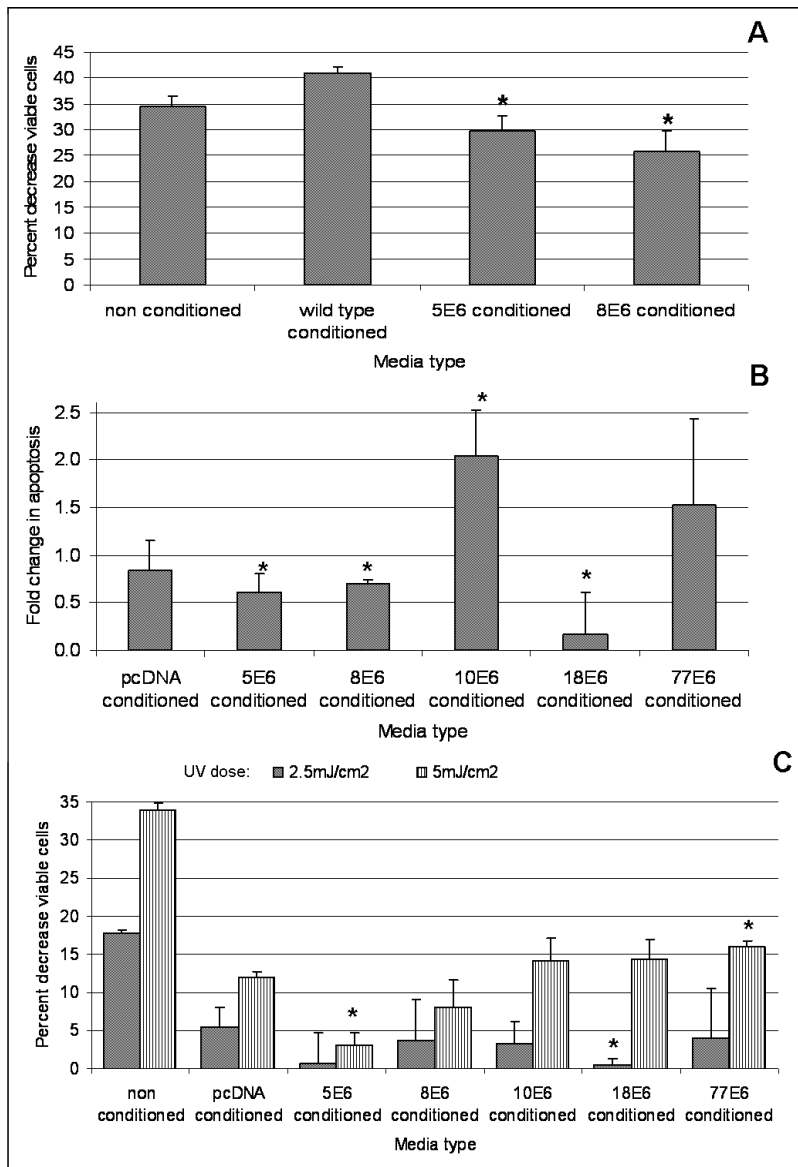 A
Percent decrease viable cells
45
40
35
30
25
20
15
10
5
0
*
*
non conditioned
wild type
conditioned
5E6 conditioned
8E6 conditioned
Media type
B
Fold change in apoptosis
2.5
2.0
1.5
1.0
0.5
0.0
*
*
*
*
pcDNA
conditioned
5E6
conditioned
8E6
conditioned
10E6
conditioned
18E6
conditioned
77E6
conditioned
Media type
C
UV dose: 2.5mJ/cm2 5mJ/cm2
Percent decrease viable cells
35
30
25
20
15
10
5
0
*
*
*
non
conditioned
pcDNA
conditioned
5E6
conditioned
8E6
conditioned
10E6
conditioned
18E6
conditioned
77E6
conditioned
Media type